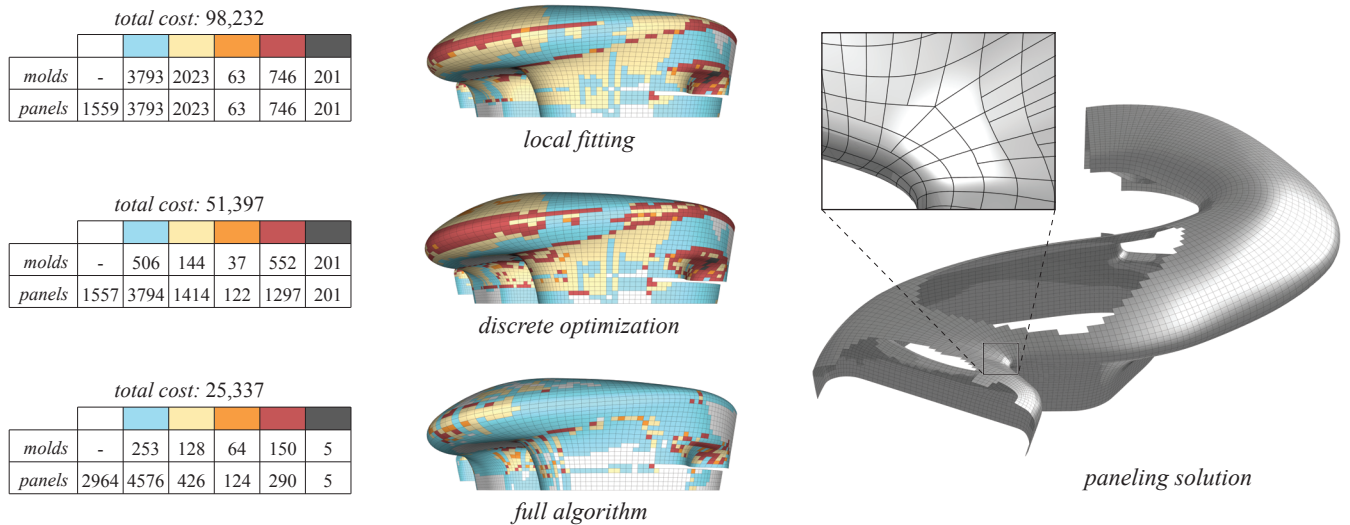 total cost: 98,232
molds - 3793 2023 63 746 201
panels 1559 3793 2023 63 746 201
local fitting
total cost: 51,397
molds - 506 144 37 552 201
panels 1557 3794 1414 122 1297 201
discrete optimization
total cost: 25,337
molds - 253 128 64 150 5
panels 2964 4576 426 124 290 5
full algorithm
paneling solution